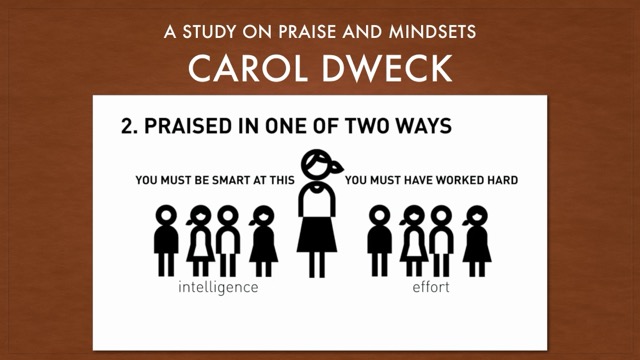 A STUDY ON PRAISE AND MINDSETS
CAROL DWECK
2. PRAISED IN ONE OF TWO WAYS
YOU MUST BE SMART AT THIS
YOU MUST HAVE WORKED HARD
intelligence
effort